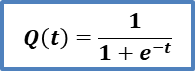 Q(t) = 1 / (1 + e^{-t})